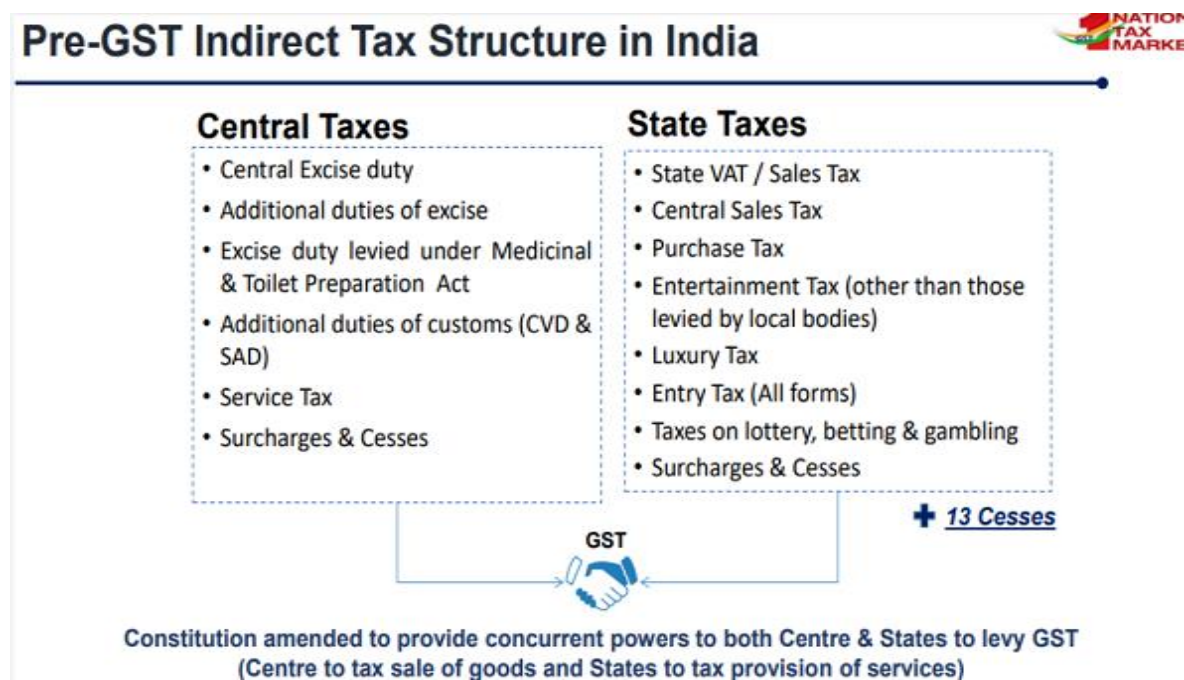 Pre-GST Indirect Tax Structure in India
NATION
TAX
MARKE
Central Taxes
• Central Excise duty
• Additional duties of excise
• Excise duty levied under Medicinal
& Toilet Preparation Act
• Additional duties of customs (CVD &
SAD)
• Service Tax
• Surcharges & Cesses
State Taxes
• State VAT / Sales Tax
• Central Sales Tax
• Purchase Tax
• Entertainment Tax (other than those
levied by local bodies)
• Luxury Tax
• Entry Tax (All forms)
• Taxes on lottery, betting & gambling
• Surcharges & Cesses
+ 13 Cesses
GST
Constitution amended to provide concurrent powers to both Centre & States to levy GST
(Centre to tax sale of goods and States to tax provision of services)